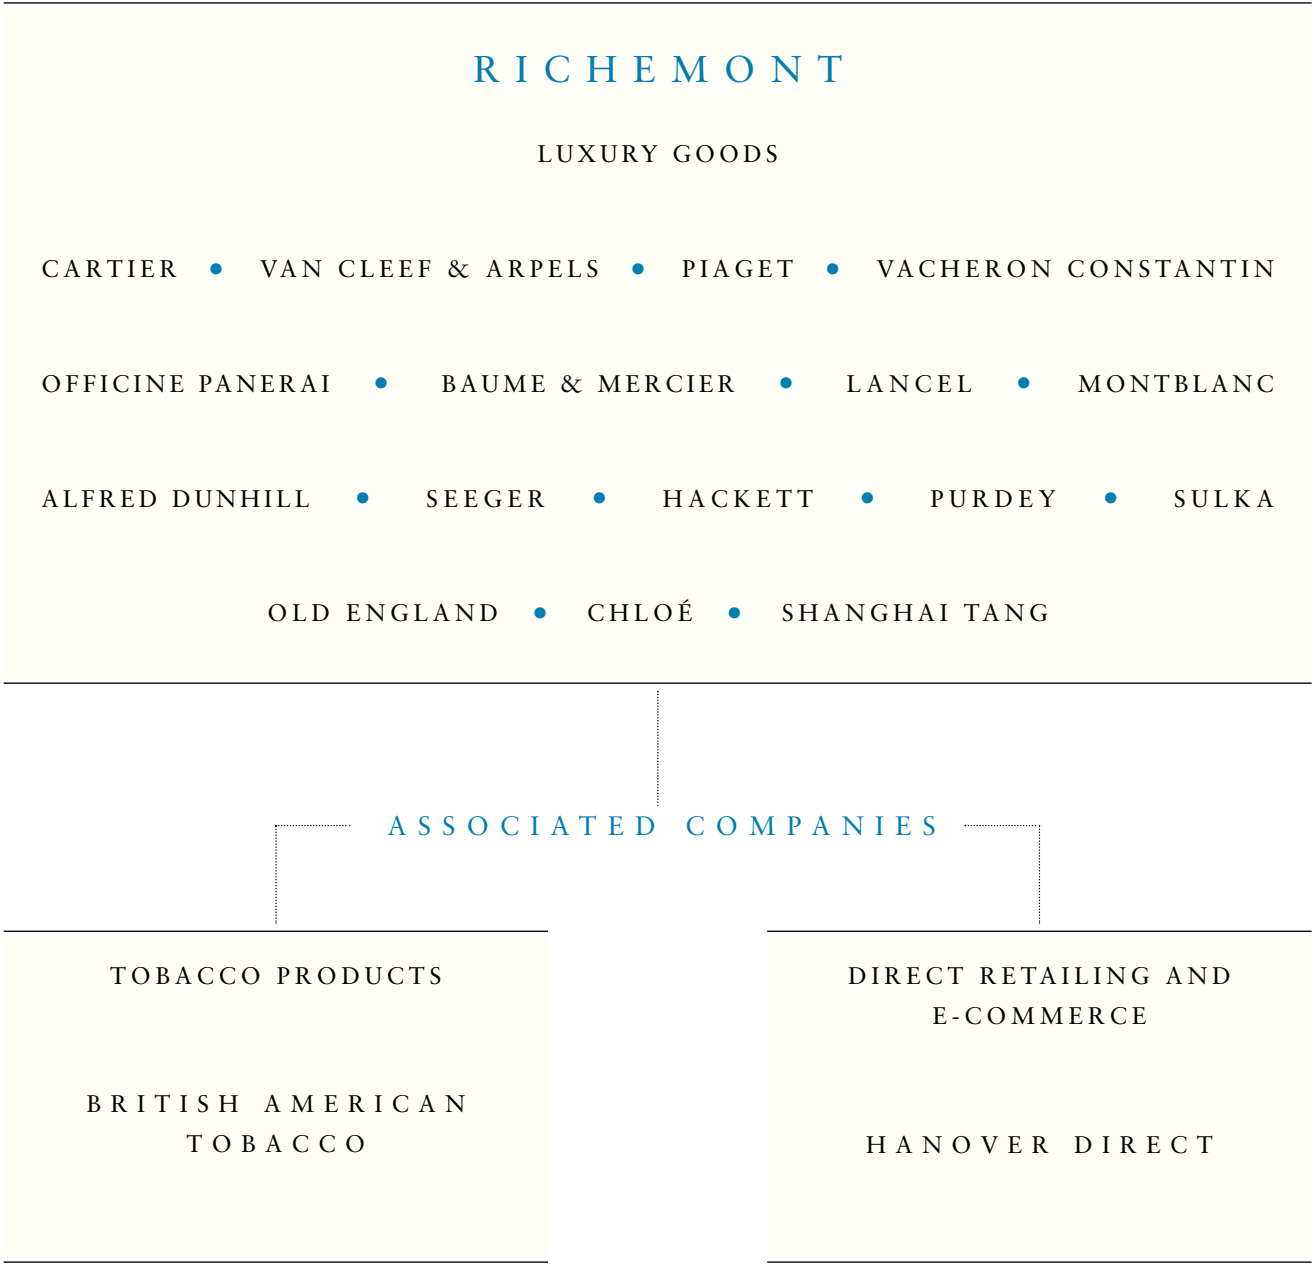 RICHEMONT
LUXURY GOODS
CARTIER • VAN CLEEF & ARPELS • PIAGET • VACHERON CONSTANTIN
OFFICINE PANERAI • BAUME & MERCIER • LANCEL • MONTBLANC
ALFRED DUNHILL • SEEGER • HACKETT • PURDEY • SULKA
OLD ENGLAND • CHLOÉ • SHANGHAI TANG
ASSOCIATED COMPANIES
TOBACCO PRODUCTS
BRITISH AMERICAN
TOBACCO
DIRECT RETAILING AND
E-COMMERCE
HANOVER DIRECT